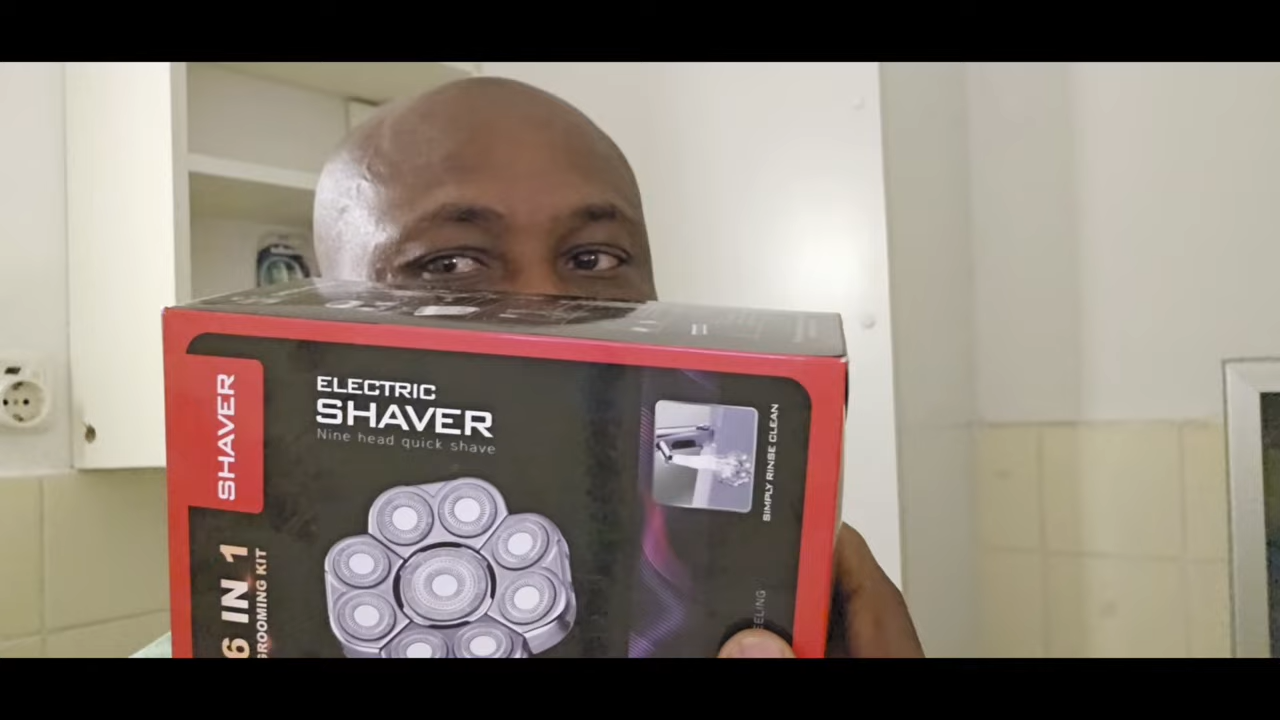 SHAVER
ELECTRIC
SHAVER
Nine head quick shave
SIMPLY RINSE CLEAN
6 IN 1
GROOMING KIT